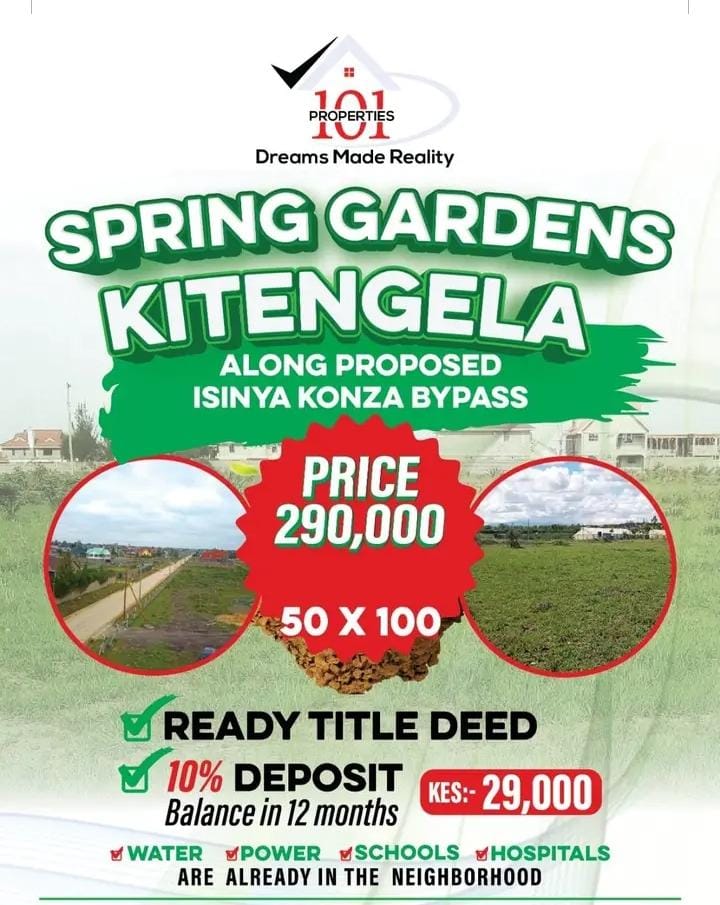 101
PROPERTIES
Dreams Made Reality
SPRING GARDENS
KITENGELA
ALONG PROPOSED
ISINYA KONZA BYPASS
PRICE
290,000
50 X 100
READY TITLE DEED
10% DEPOSIT
Balance in 12 months
KES:- 29,000
WATER POWER SCHOOLS HOSPITALS
ARE ALREADY IN THE NEIGHBORHOOD